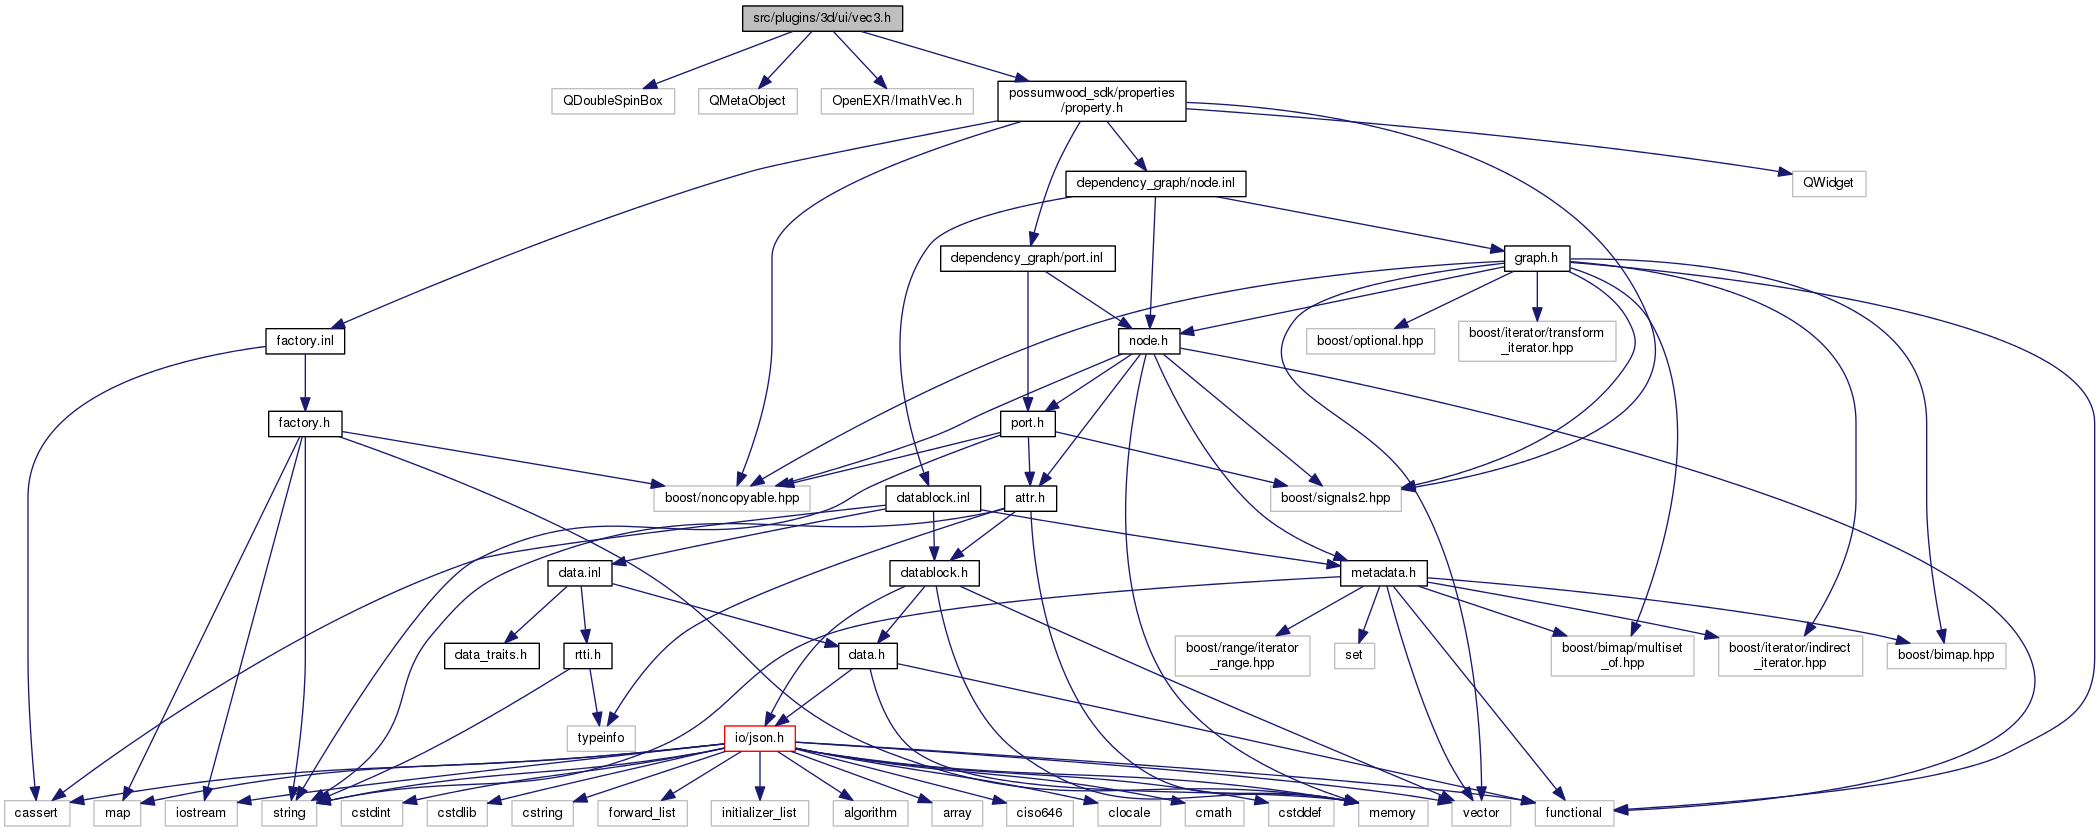 src/plugins/3d/ui/vec3.h
QDoubleSpinBox
QMetaObject
OpenEXR/ImathVec.h
possumwood_sdk/properties
/property.h
dependency_graph/node.inl
QWidget
dependency_graph/port.inl
graph.h
factory.inl
node.h
boost/optional.hpp
boost/iterator/transform
_iterator.hpp
factory.h
port.h
boost/noncopyable.hpp
datablock.inl
attr.h
boost/signals2.hpp
data.inl
datablock.h
metadata.h
data_traits.h
rtti.h
data.h
boost/range/iterator
_range.hpp
set
boost/bimap/multiset
_of.hpp
boost/iterator/indirect
_iterator.hpp
boost/bimap.hpp
typeinfo
io/json.h
cassert
map
iostream
string
cstdint
cstdlib
cstring
forward_list
initializer_list
algorithm
array
ciso646
clocale
cmath
cstddef
memory
vector
functional